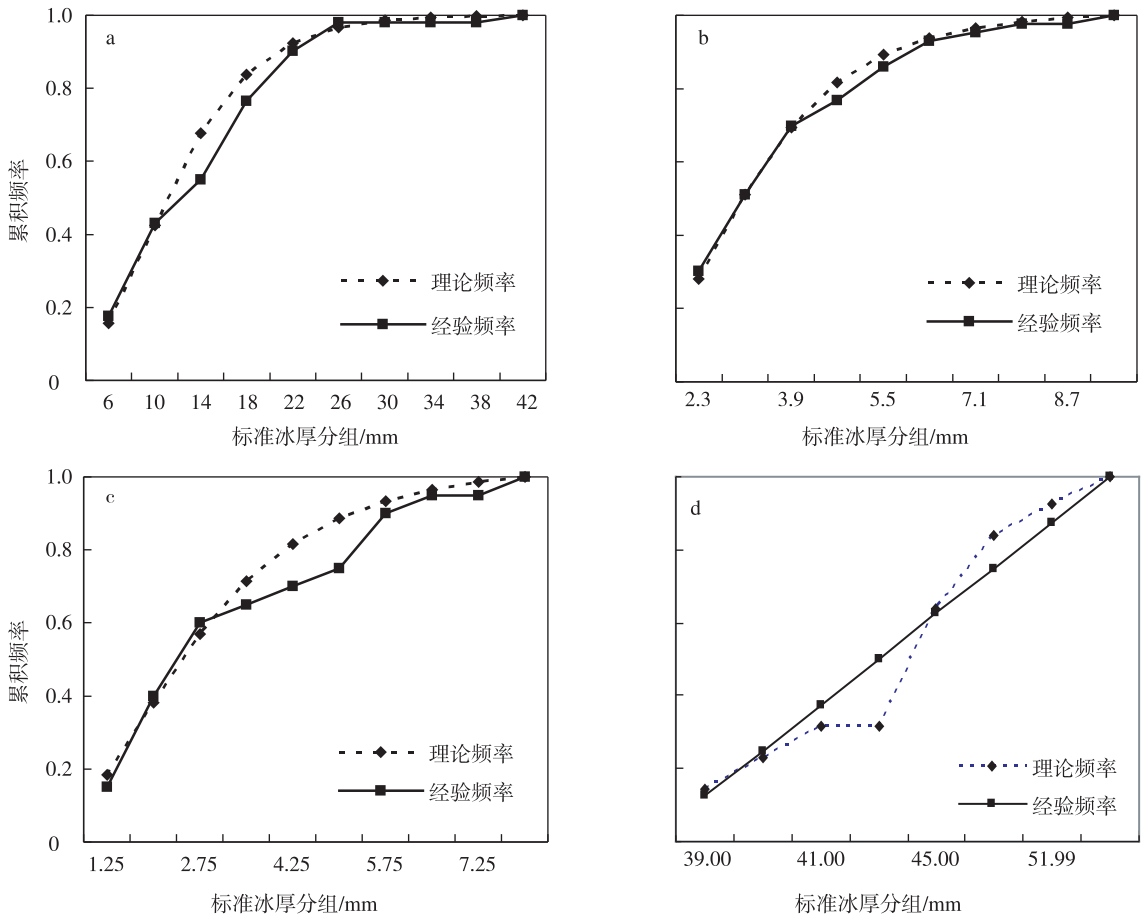 1.0
0.8
0.6
0.4
0.2
0
累积频率
a
理论频率
经验频率
6 10 14 18 22 26 30 34 38 42
标准冰厚分组/mm
b
理论频率
经验频率
2.3 3.9 5.5 7.1 8.7
标准冰厚分组/mm
1.0
0.8
0.6
0.4
0.2
0
累积频率
c
理论频率
经验频率
1.25 2.75 4.25 5.75 7.25
标准冰厚分组/mm
d
理论频率
经验频率
39.00 41.00 45.00 51.99
标准冰厚分组/mm